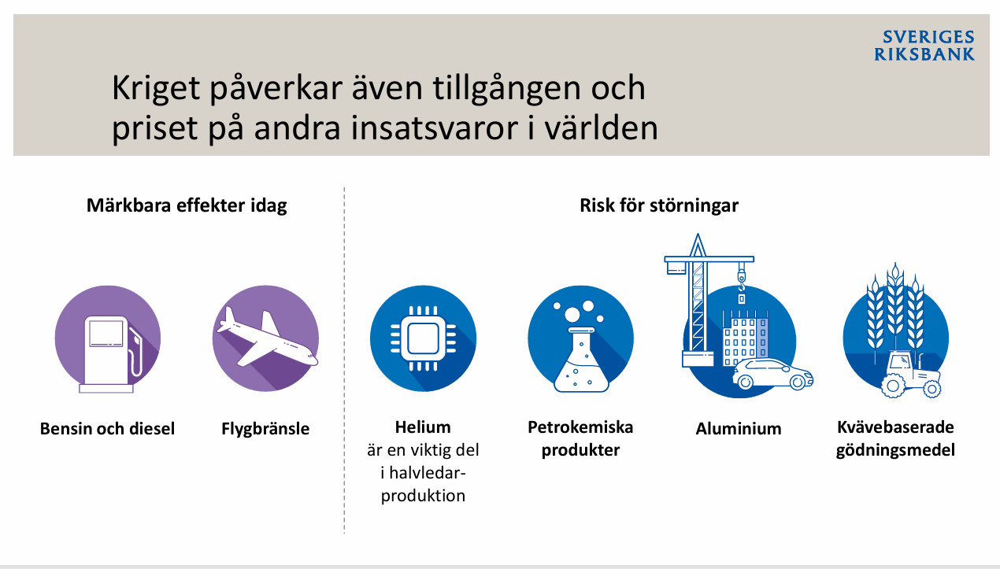 SVERIGES
RIKSBANK
Kriget påverkar även tillgången och
priset på andra insatsvaror i världen
Märkbara effekter idag
Risk för störningar
Bensin och diesel
Flygbränsle
Helium
är en viktig del
i halvledar-
produktion
Petrokemiska
produkter
Aluminium
Kvävebaserade
gödningsmedel